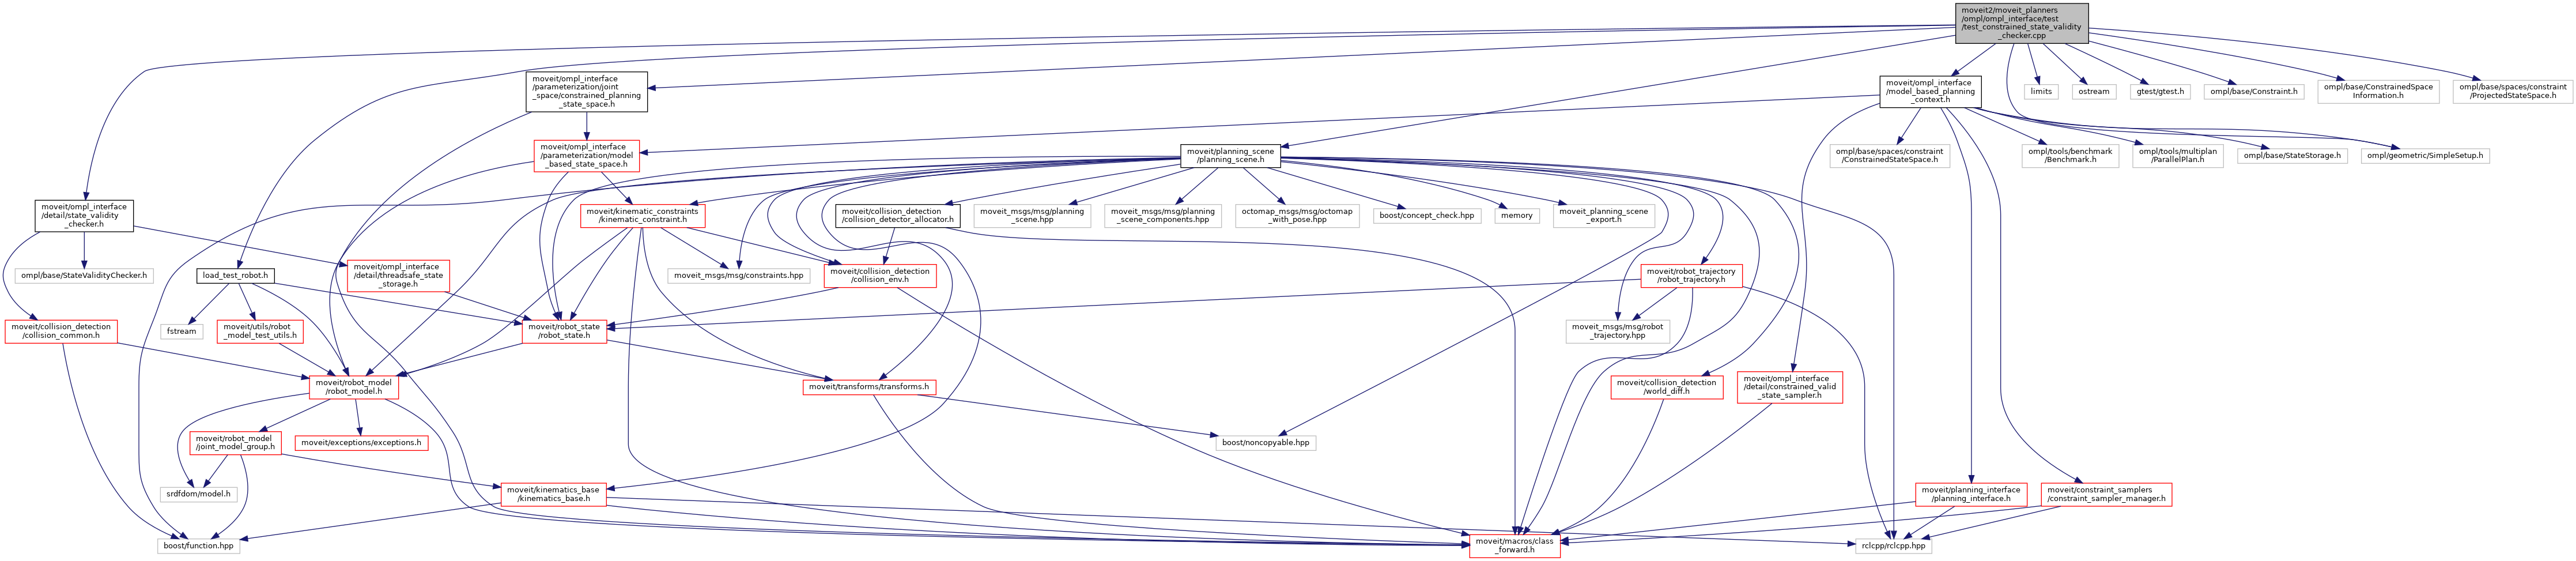 moveit2/moveit_planners
/ompl/ompl_interface/test
/test_constrained_state_validity
_checker.cpp
moveit/ompl_interface
/parameterization/joint
_space/constrained_planning
_state_space.h
moveit/ompl_interface
/model_based_planning
_context.h
limits
ostream
gtest/gtest.h
ompl/base/Constraint.h
ompl/base/ConstrainedSpace
Information.h
ompl/base/spaces/constraint
/ProjectedStateSpace.h
moveit/ompl_interface
/parameterization/model
_based_state_space.h
moveit/planning_scene
/planning_scene.h
ompl/base/spaces/constraint
/ConstrainedStateSpace.h
ompl/tools/benchmark
/Benchmark.h
ompl/tools/multiplan
/ParallelPlan.h
ompl/base/StateStorage.h
ompl/geometric/SimpleSetup.h
moveit/ompl_interface
/detail/state_validity
_checker.h
moveit/kinematic_constraints
/kinematic_constraint.h
moveit/collision_detection
/collision_detector_allocator.h
moveit_msgs/msg/planning
_scene.hpp
moveit_msgs/msg/planning
_scene_components.hpp
octomap_msgs/msg/octomap
_with_pose.hpp
boost/concept_check.hpp
memory
moveit_planning_scene
_export.h
ompl/base/StateValidityChecker.h
load_test_robot.h
moveit/ompl_interface
/detail/threadsafe_state
_storage.h
moveit_msgs/msg/constraints.hpp
moveit/collision_detection
/collision_env.h
moveit/robot_trajectory
/robot_trajectory.h
moveit/collision_detection
/collision_common.h
fstream
moveit/utils/robot
_model_test_utils.h
moveit/robot_state
/robot_state.h
moveit_msgs/msg/robot
_trajectory.hpp
moveit/robot_model
/robot_model.h
moveit/transforms/transforms.h
moveit/collision_detection
/world_diff.h
moveit/ompl_interface
/detail/constrained_valid
_state_sampler.h
moveit/robot_model
/joint_model_group.h
moveit/exceptions/exceptions.h
boost/noncopyable.hpp
srdfdom/model.h
moveit/kinematics_base
/kinematics_base.h
moveit/planning_interface
/planning_interface.h
moveit/constraint_samplers
/constraint_sampler_manager.h
boost/function.hpp
moveit/macros/class
_forward.h
rclcpp/rclcpp.hpp